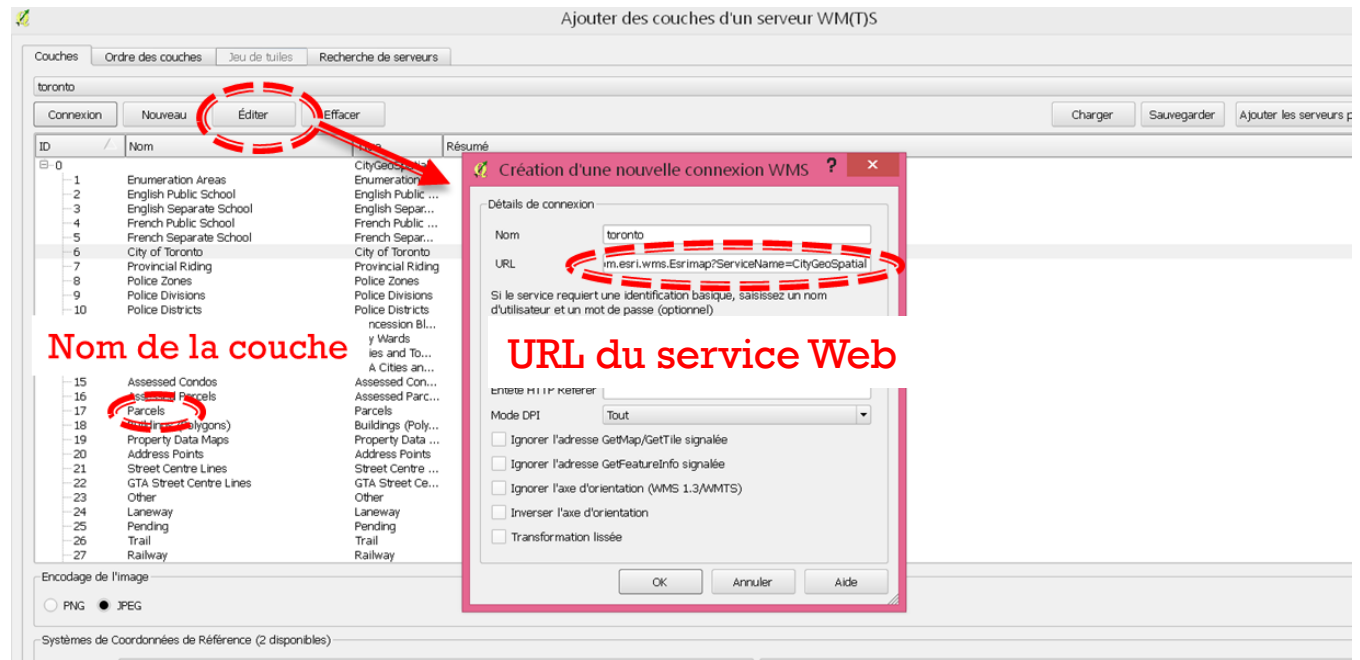 Ajouter des couches d'un serveur WM(T)S
Couches Ordre des couches Jeu de tuiles Recherche de serveurs
toronto
Connexion Nouveau Éditer Effacer Charger Sauvegarder Ajouter les serveurs p
ID Nom Résumé
0 CityGeoSpatial
1 Enumeration Areas Enumeration
2 English Public School English Public ...
3 English Separate School English Separ...
4 French Public School French Public ...
5 French Separate School French Separ...
6 City of Toronto City of Toronto
7 Provincial Riding Provincial Riding
8 Police Zones Police Zones
9 Police Divisions Police Divisions
10 Police Districts Police Districts
ncession Bl...
y Wards
ies and To...
A Cities an...
Nom de la couche
15 Assessed Condos Assessed Con...
16 Assessed Parcels Assessed Parc...
17 Parcels Parcels
18 Buildings (Polygons) Buildings (Poly...
19 Property Data Maps Property Data ...
20 Address Points Address Points
21 Street Centre Lines Street Centre ...
22 GTA Street Centre Lines GTA Street Ce...
23 Other Other
24 Laneway Laneway
25 Pending Pending
26 Trail Trail
27 Railway Railway
Création d'une nouvelle connexion WMS ? ×
Détails de connexion
Nom toronto
URL m.esri.wms.Esrimap?ServiceName=CityGeoSpatial
Si le service requiert une identification basique, saisissez un nom
d'utilisateur et un mot de passe (optionnel)
URL du service Web
Entête HTTP Referer
Mode DPI Tout
Ignorer l'adresse GetMap/GetTile signalée
Ignorer l'adresse GetFeatureInfo signalée
Ignorer l'axe d'orientation (WMS 1.3/WMTS)
Inverser l'axe d'orientation
Transformation lissée
OK Annuler Aide
Encodage de l'image
PNG JPEG
Systèmes de Coordonnées de Référence (2 disponibles)